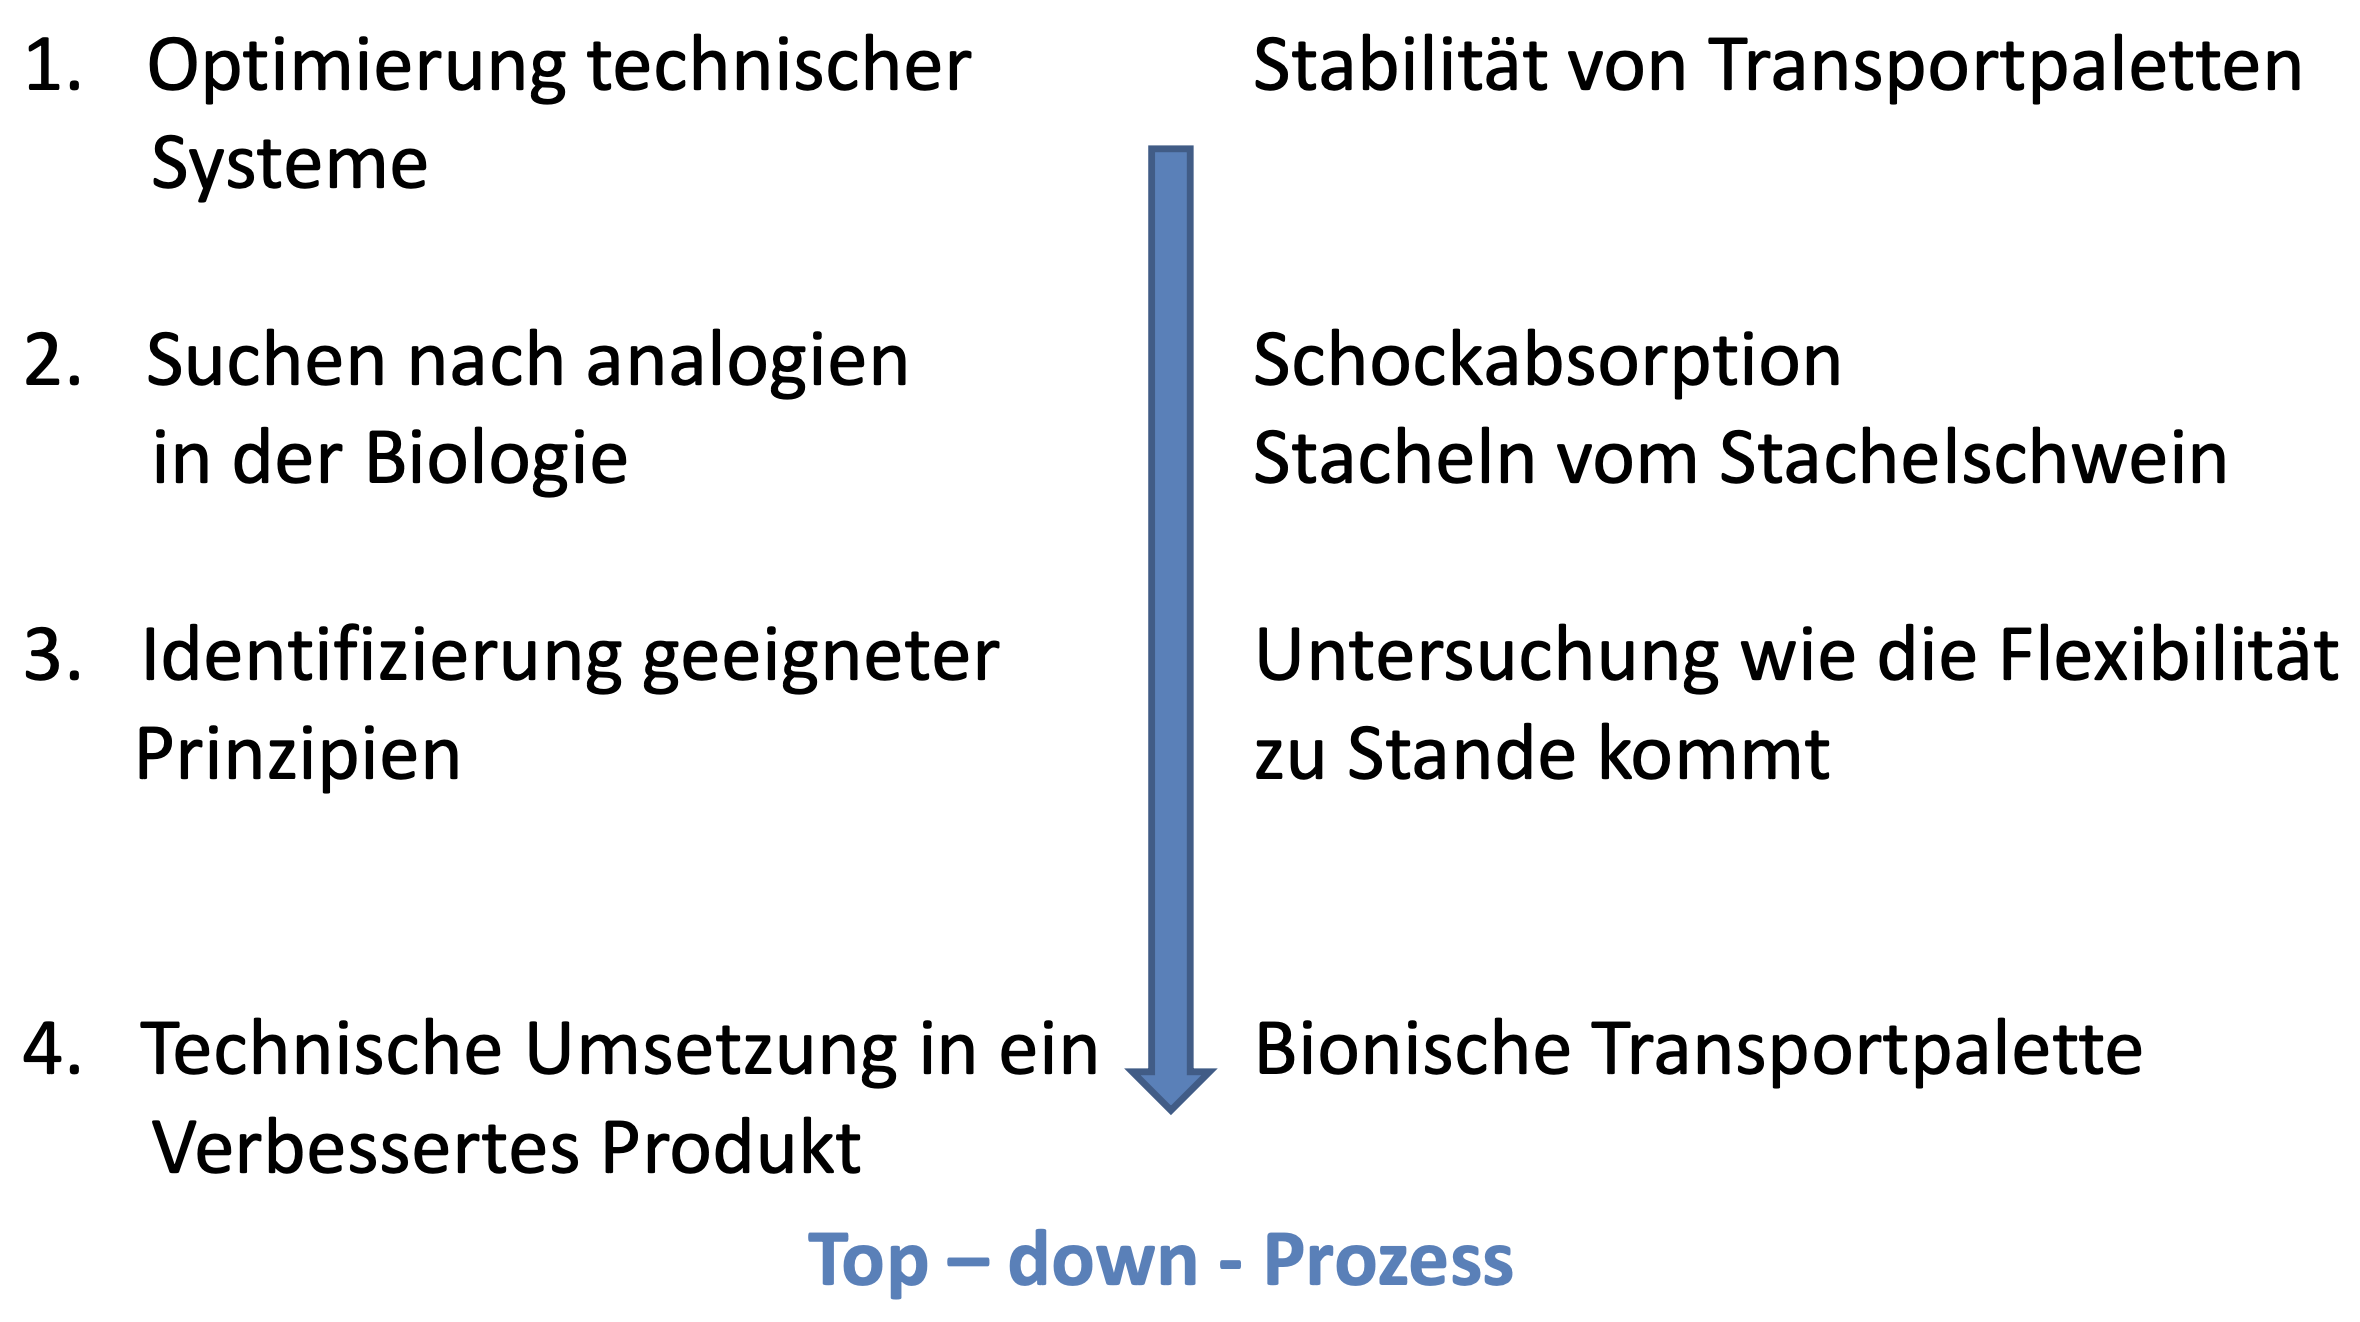 1. Optimierung technischer
Systeme
Stabilität von Transportpaletten
2. Suchen nach analogien
in der Biologie
Schockabsorption
Stacheln vom Stachelschwein
3. Identifizierung geeigneter
Prinzipien
Untersuchung wie die Flexibilität
zu Stande kommt
4. Technische Umsetzung in ein
Verbessertes Produkt
Bionische Transportpalette
Top – down - Prozess